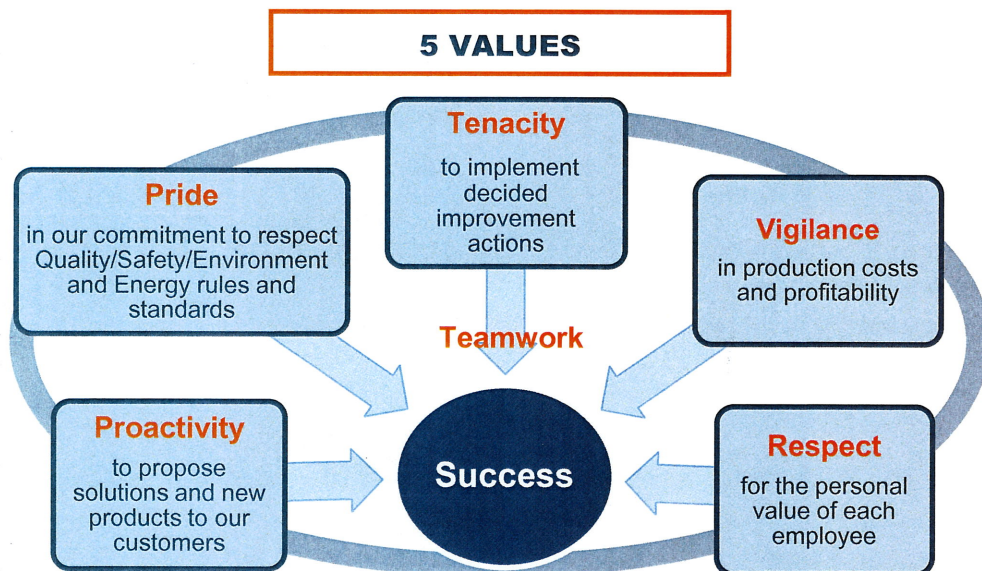 5 VALUES
Tenacity
to implement
decided
improvement
actions
Pride
in our commitment to respect
Quality/Safety/Environment
and Energy rules and
standards
Vigilance
in production costs
and profitability
Teamwork
Proactivity
to propose
solutions and new
products to our
customers
Success
Respect
for the personal
value of each
employee